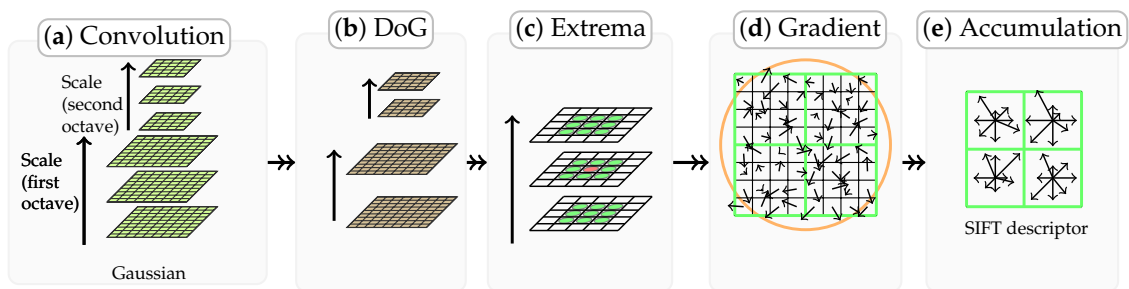 (a) Convolution
(b) DoG
(c) Extrema
(d) Gradient
(e) Accumulation
Scale
(second
octave)
Scale
(first
octave)
Gaussian
SIFT descriptor